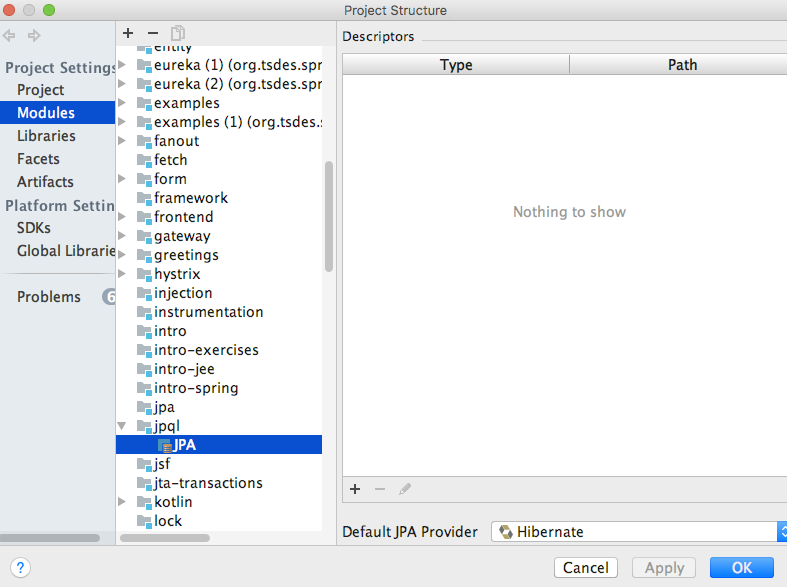 Project Structure
Project Settings
Project
Modules
Libraries
Facets
Artifacts
Platform Settin
SDKs
Global Librarie
Problems
6
entity
eureka (1) (org.tsdes.spr
eureka (2) (org.tsdes.spr
examples
examples (1) (org.tsdes.s
fanout
fetch
form
framework
frontend
gateway
greetings
hystrix
injection
instrumentation
intro
intro-exercises
intro-jee
intro-spring
jpa
jpql
JPA
jsf
jta-transactions
kotlin
lock
Descriptors
Type Path
Nothing to show
Default JPA Provider Hibernate
? Cancel Apply OK